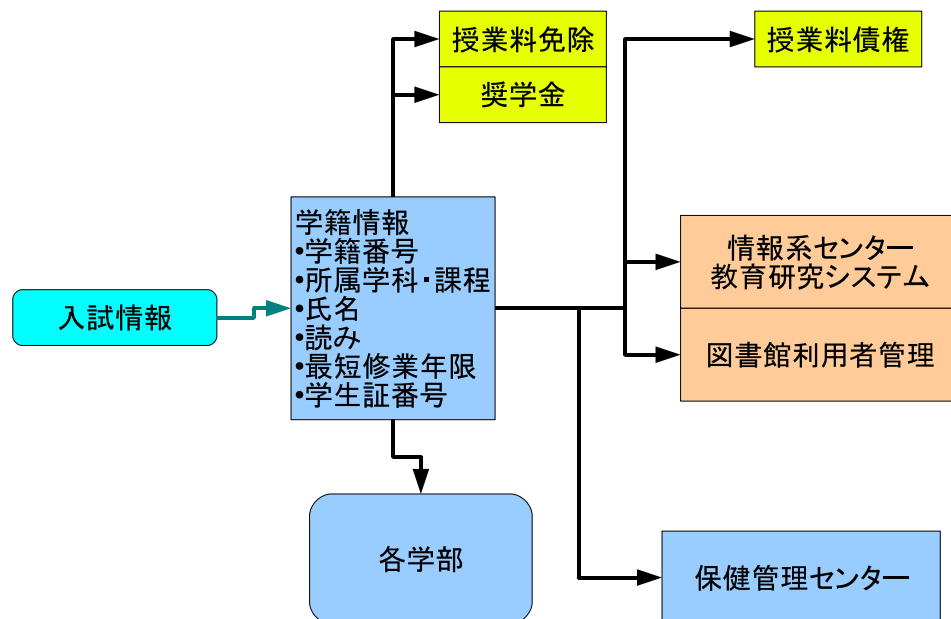 授業料免除
奨学金
授業料債権
学籍情報
•学籍番号
•所属学科・課程
•氏名
•読み
•最短修業年限
•学生証番号
入試情報
情報系センター
教育研究システム
図書館利用者管理
各学部
保健管理センター